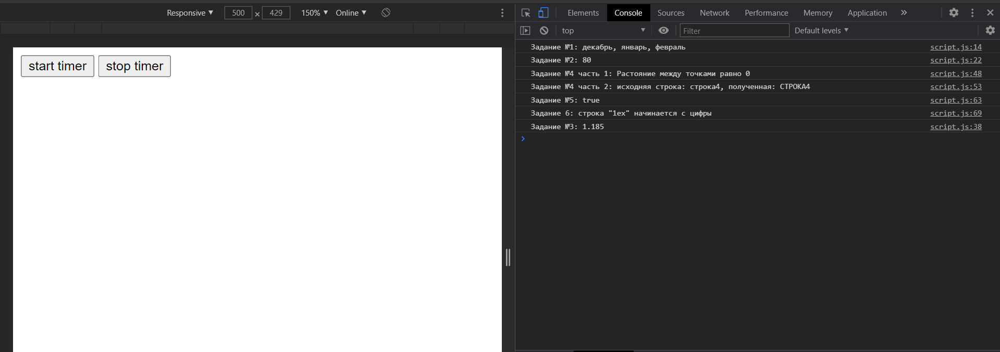 Responsive ▼ 500 × 429 150% ▼ Online ▼
Elements Console Sources Network Performance Memory Application »
top ▼ Filter Default levels ▼
start timer stop timer
Задание №1: декабрь, январь, февраль script.js:14
Задание №2: 80 script.js:22
Задание №4 часть 1: Растояние между точками равно 0 script.js:48
Задание №4 часть 2: исходняя строка: строка4, полученная: СТРОКА4 script.js:53
Задание №5: true script.js:63
Задание 6: строка "1ex" начинается с цифры script.js:69
Задание №3: 1.185 script.js:38